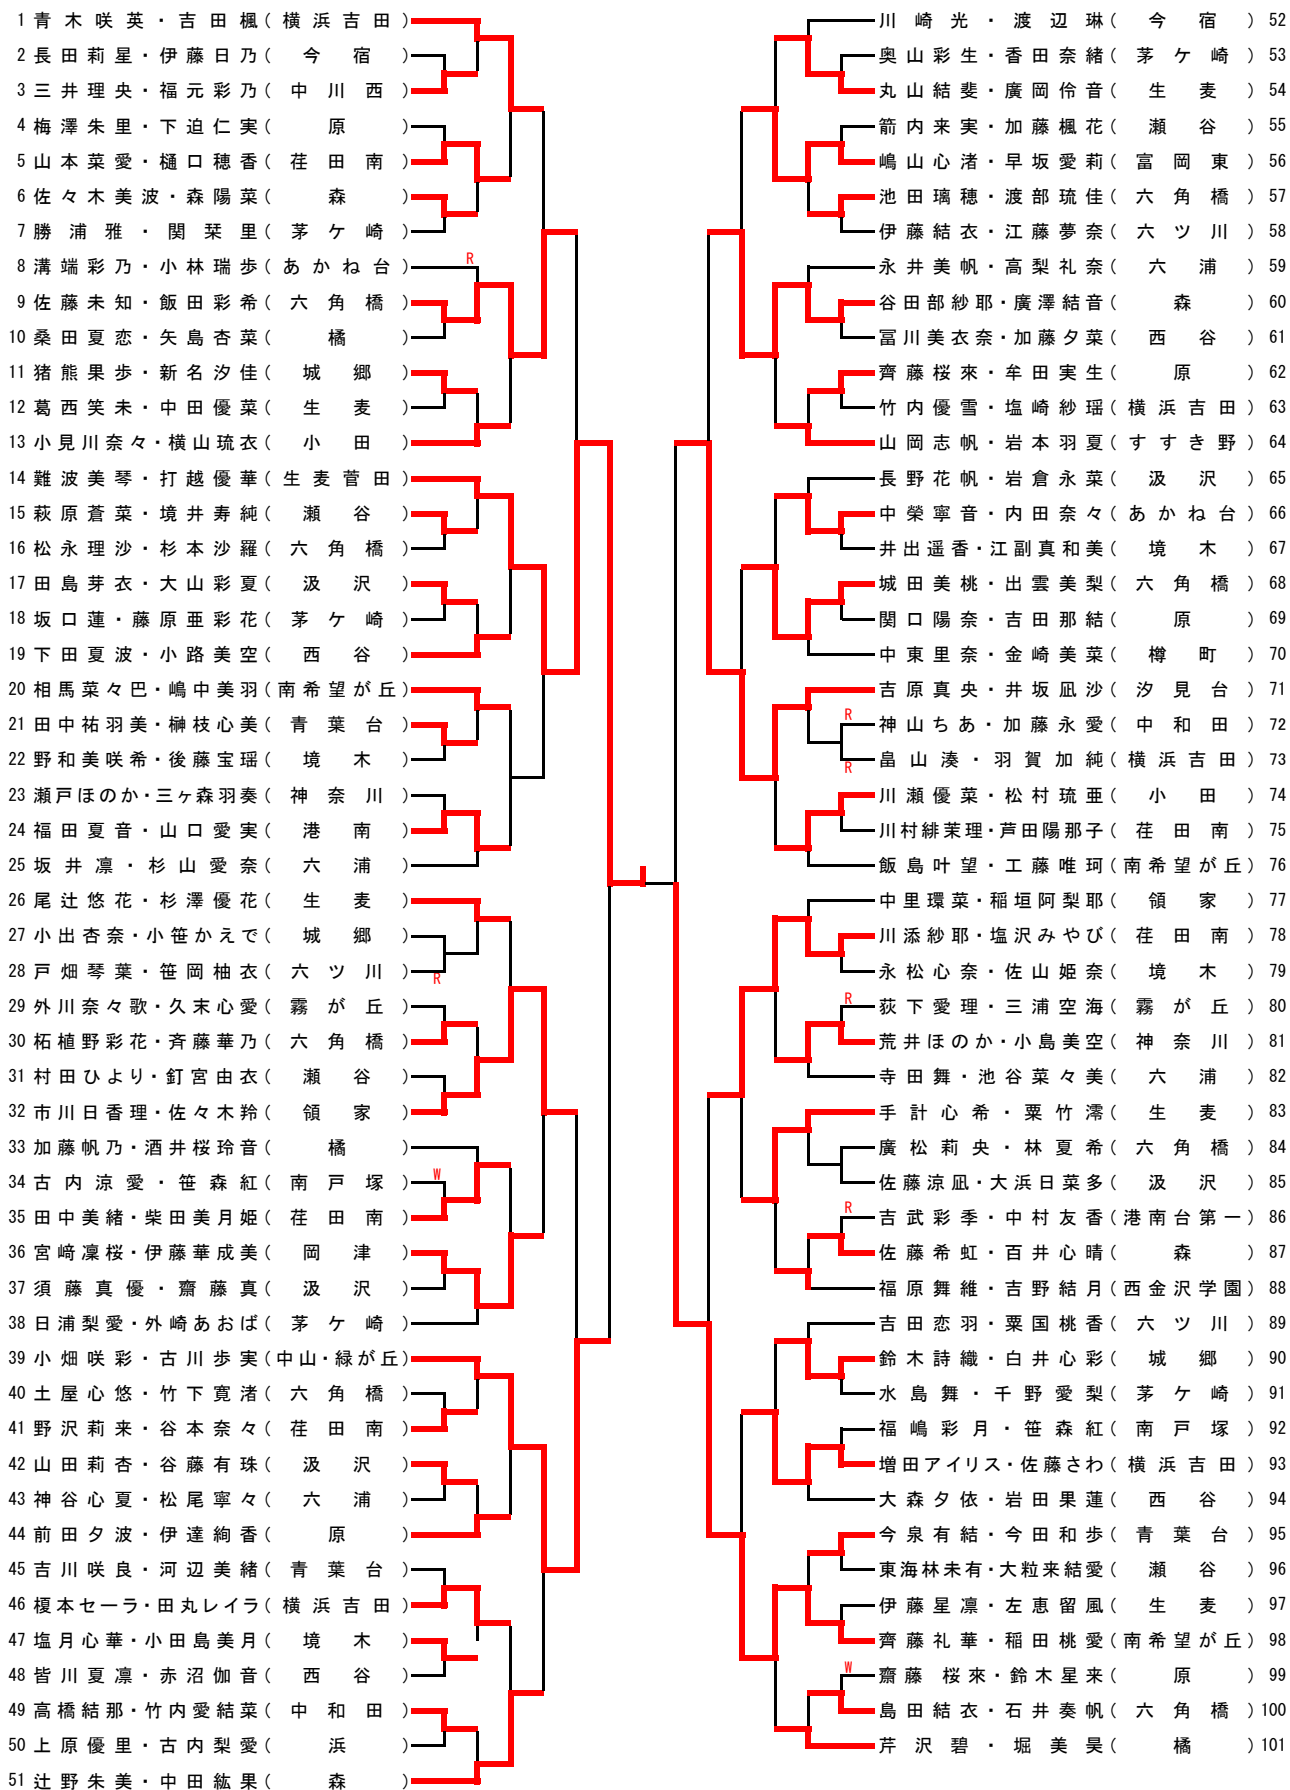 1 青木咲英・吉田楓(横浜吉田)
2 長田莉星・伊藤日乃(今宿)
3 三井理央・福元彩乃(中川西)
4 梅澤朱里・下迫仁実(原)
5 山本菜愛・樋口穂香(荏田南)
6 佐々木美波・森陽菜(森)
7 勝浦雅・関栞里(茅ケ崎)
R
8 溝端彩乃・小林瑞歩(あかね台)
9 佐藤未知・飯田彩希(六角橋)
10 桑田夏恋・矢島杏菜(橘)
11 猪熊果歩・新名汐佳(城郷)
12 葛西笑未・中田優菜(生麦)
13 小見川奈々・横山琉衣(小田)
14 難波美琴・打越優華(生麦菅田)
15 萩原蒼菜・境井寿純(瀬谷)
16 松永理沙・杉本沙羅(六角橋)
17 田島芽衣・大山彩夏(汲沢)
18 坂口蓮・藤原亜彩花(茅ケ崎)
19 下田夏波・小路美空(西谷)
20 相馬菜々巴・嶋中美羽(南希望が丘)
21 田中祐羽美・榊枝心美(青葉台)
22 野和美咲希・後藤宝瑶(境木)
23 瀬戸ほのか・三ヶ森羽奏(神奈川)
24 福田夏音・山口愛実(港南)
25 坂井凛・杉山愛奈(六浦)
26 尾辻悠花・杉澤優花(生麦)
27 小出杏奈・小笹かえで(城郷)
28 戸畑琴葉・笹岡柚衣(六ツ川)
R
29 外川奈々歌・久末心愛(霧が丘)
30 柘植野彩花・斉藤華乃(六角橋)
31 村田ひより・釘宮由衣(瀬谷)
32 市川日香理・佐々木羚(領家)
33 加藤帆乃・酒井桜玲音(橘)
W
34 古内涼愛・笹森紅(南戸塚)
35 田中美緒・柴田美月姫(荏田南)
36 宮﨑凜桜・伊藤華成美(岡津)
37 須藤真優・齋藤真(汲沢)
38 日浦梨愛・外崎あおば(茅ケ崎)
39 小畑咲彩・古川歩実(中山・緑が丘)
40 土屋心悠・竹下寛渚(六角橋)
41 野沢莉来・谷本奈々(荏田南)
42 山田莉杏・谷藤有珠(汲沢)
43 神谷心夏・松尾寧々(六浦)
44 前田夕波・伊達絢香(原)
45 吉川咲良・河辺美緒(青葉台)
46 榎本セーラ・田丸レイラ(横浜吉田)
47 塩月心華・小田島美月(境木)
48 皆川夏凛・赤沼伽音(西谷)
49 高橋結那・竹内愛結菜(中和田)
50 上原優里・古内梨愛(浜)
51 辻野朱美・中田紘果(森)
川崎光・渡辺琳(今宿) 52
奥山彩生・香田奈緒(茅ケ崎) 53
丸山結斐・廣岡伶音(生麦) 54
箭内来実・加藤楓花(瀬谷) 55
嶋山心渚・早坂愛莉(富岡東) 56
池田璃穂・渡部琉佳(六角橋) 57
伊藤結衣・江藤夢奈(六ツ川) 58
永井美帆・高梨礼奈(六浦) 59
谷田部紗耶・廣澤結音(森) 60
冨川美衣奈・加藤夕菜(西谷) 61
齊藤桜來・牟田実生(原) 62
竹内優雪・塩崎紗瑶(横浜吉田) 63
山岡志帆・岩本羽夏(すすき野) 64
長野花帆・岩倉永菜(汲沢) 65
中榮寧音・内田奈々(あかね台) 66
井出遥香・江副真和美(境木) 67
城田美桃・出雲美梨(六角橋) 68
関口陽奈・吉田那結(原) 69
中東里奈・金崎美菜(樽町) 70
吉原真央・井坂凪沙(汐見台) 71
R
神山ちあ・加藤永愛(中和田) 72
畠山湊・羽賀加純(横浜吉田) 73
R
川瀬優菜・松村琉亜(小田) 74
川村緋茉理・芦田陽那子(荏田南) 75
飯島叶望・工藤唯珂(南希望が丘) 76
中里環菜・稲垣阿梨耶(領家) 77
川添紗耶・塩沢みやび(荏田南) 78
永松心奈・佐山姫奈(境木) 79
R
荻下愛理・三浦空海(霧が丘) 80
荒井ほのか・小島美空(神奈川) 81
寺田舞・池谷菜々美(六浦) 82
手計心希・粟竹澪(生麦) 83
廣松莉央・林夏希(六角橋) 84
佐藤涼凪・大浜日菜多(汲沢) 85
R
吉武彩季・中村友香(港南台第一) 86
佐藤希虹・百井心晴(森) 87
福原舞維・吉野結月(西金沢学園) 88
吉田恋羽・粟国桃香(六ツ川) 89
鈴木詩織・白井心彩(城郷) 90
水島舞・千野愛梨(茅ケ崎) 91
福嶋彩月・笹森紅(南戸塚) 92
増田アイリス・佐藤さわ(横浜吉田) 93
大森夕依・岩田果蓮(西谷) 94
今泉有結・今田和歩(青葉台) 95
東海林未有・大粒来結愛(瀬谷) 96
伊藤星凛・左恵留風(生麦) 97
齊藤礼華・稲田桃愛(南希望が丘) 98
W
齋藤桜來・鈴木星来(原) 99
島田結衣・石井奏帆(六角橋) 100
芹沢碧・堀美昊(橘) 101